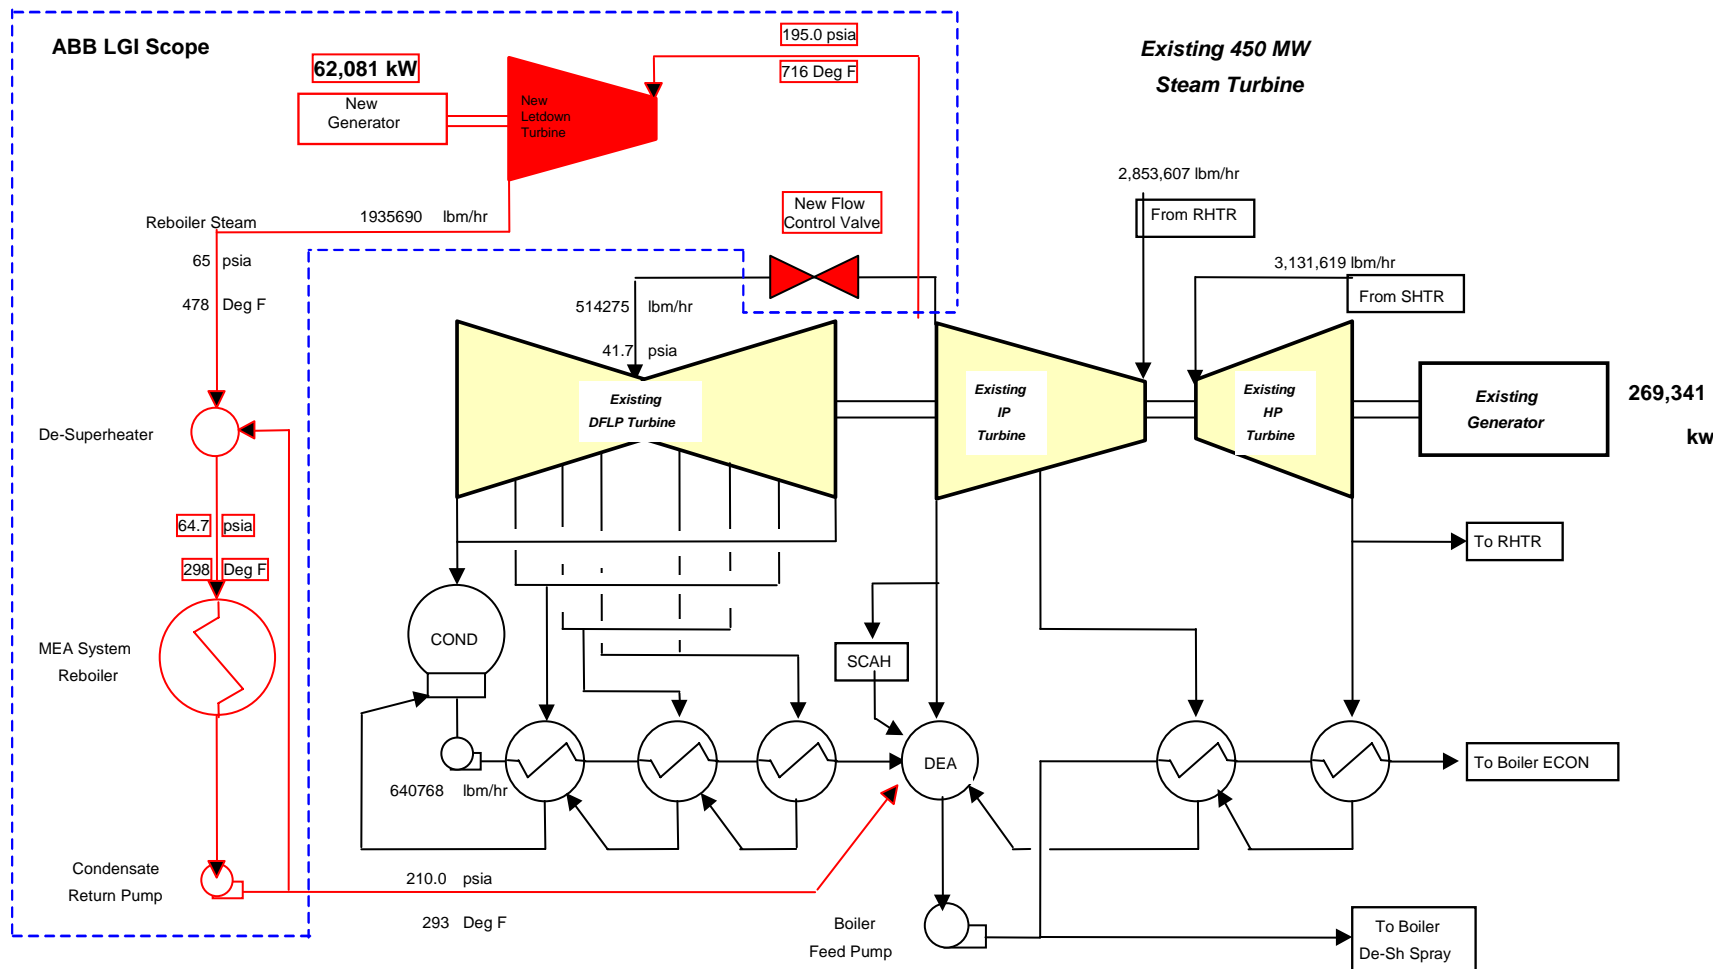 ABB LGI Scope
195.0 psia
716 Deg F
Existing 450 MW
Steam Turbine
62,081 kW
New
Generator
New
Letdown
Turbine
2,853,607 lbm/hr
From RHTR
New Flow
Control Valve
1935690 lbm/hr
Reboiler Steam
65 psia
478 Deg F
3,131,619 lbm/hr
From SHTR
514275 lbm/hr
41.7 psia
Existing
DFLP Turbine
Existing
IP
Turbine
Existing
HP
Turbine
Existing
Generator
269,341
kw
De-Superheater
64.7 psia
298 Deg F
To RHTR
MEA System
Reboiler
COND
SCAH
DEA
To Boiler ECON
640768 lbm/hr
Condensate
Return Pump
210.0 psia
293 Deg F
Boiler
Feed Pump
To Boiler
De-Sh Spray